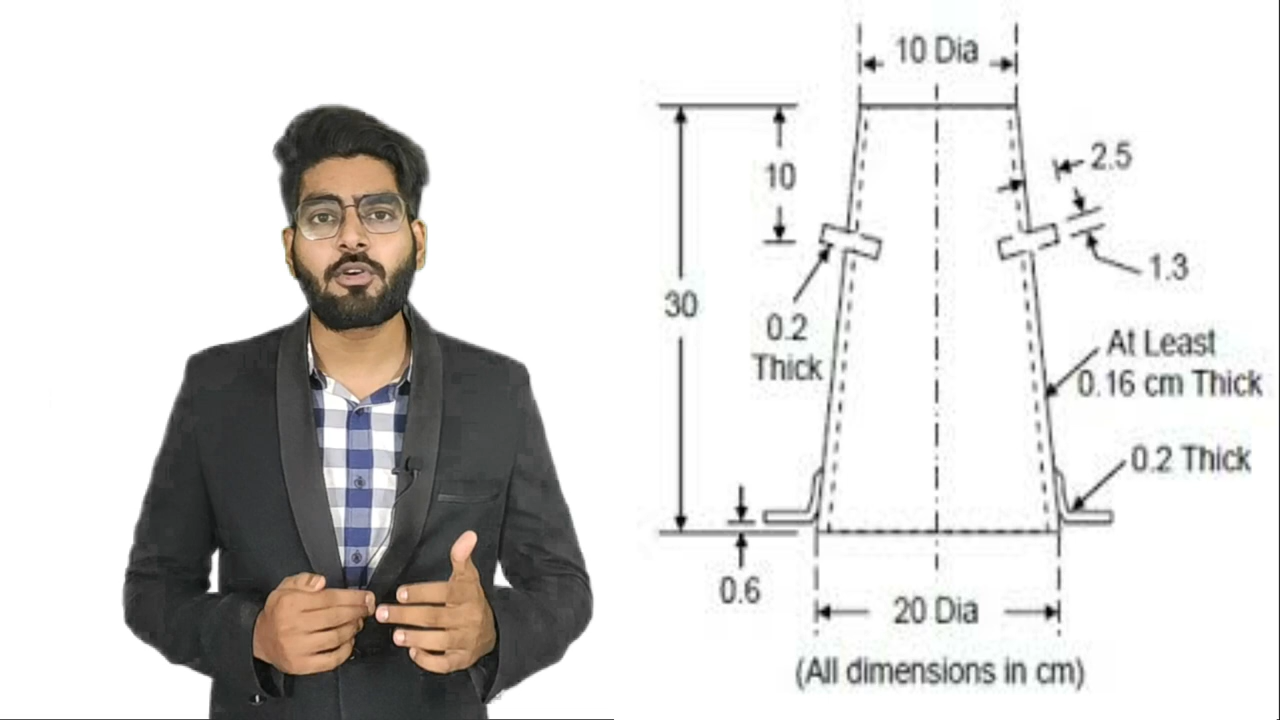 10 Dia
2.5
10
1.3
30
0.2
Thick
At Least
0.16 cm Thick
0.2 Thick
0.6
20 Dia
(All dimensions in cm)